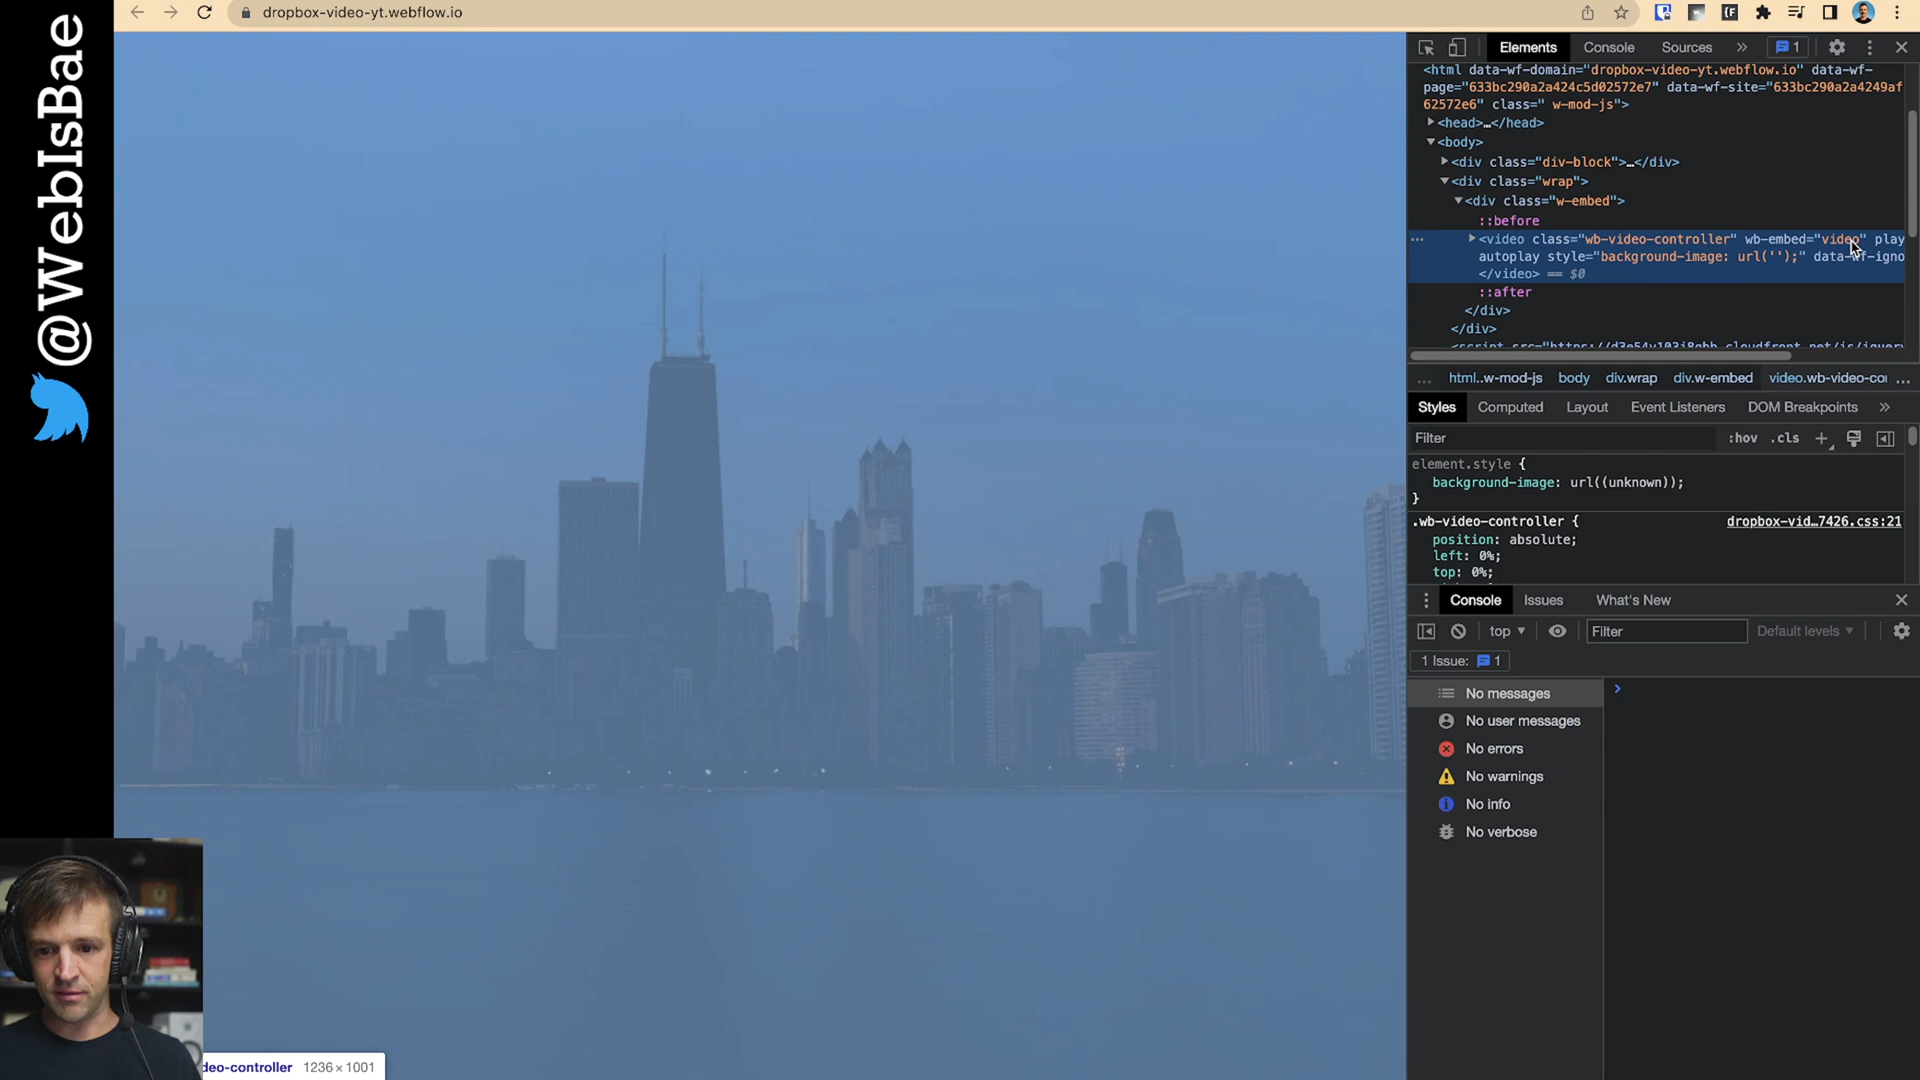 @WebIsBae
dropbox-video-yt.webflow.io
Elements
Console
Sources
1
<html data-wf-domain="dropbox-video-yt.webflow.io" data-wf-
page="633bc290a2a424c5d02572e7" data-wf-site="633bc290a2a4249af
62572e6" class=" w-mod-js">
<head>…</head>
<body>
<div class="div-block">…</div>
<div class="wrap">
<div class="w-embed">
::before
<video class="wb-video-controller" wb-embed="video" play
autoplay style="background-image: url('');" data-wf-igno
</video> == $0
::after
</div>
</div>
html..w-mod-js
body
div.wrap
div.w-embed
video.wb-video-co
Styles
Computed
Layout
Event Listeners
DOM Breakpoints
Filter
:hov
.cls
element.style {
background-image: url((unknown));
}
.wb-video-controller {
dropbox-vid…7426.css:21
position: absolute;
left: 0%;
top: 0%;
Console
Issues
What's New
top
Filter
Default levels
1 Issue:
1
No messages
No user messages
No errors
No warnings
No info
No verbose
deo-controller
1236 × 1001